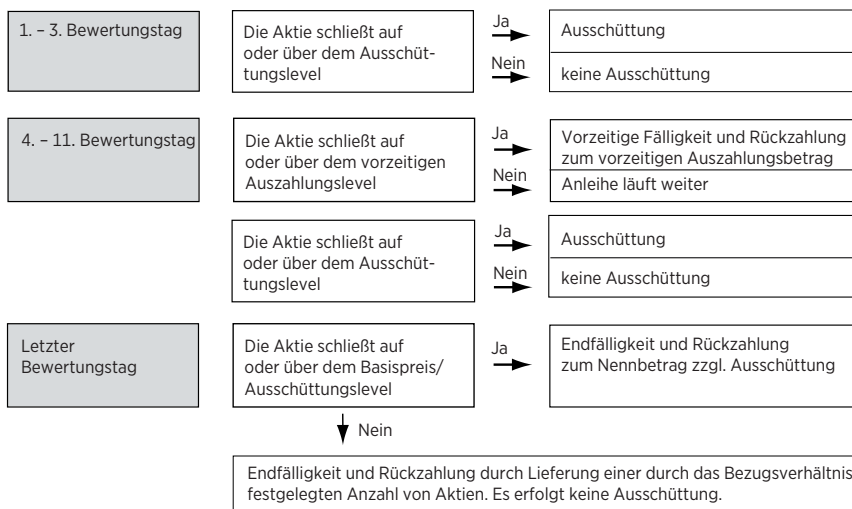 1. – 3. Bewertungstag
Die Aktie schließt auf
oder über dem Ausschüt-
tungslevel
Ja
Ausschüttung
Nein
keine Ausschüttung
4. – 11. Bewertungstag
Die Aktie schließt auf
oder über dem vorzeitigen
Auszahlungslevel
Ja
Vorzeitige Fälligkeit und Rückzahlung
zum vorzeitigen Auszahlungsbetrag
Nein
Anleihe läuft weiter
Die Aktie schließt auf
oder über dem Ausschüt-
tungslevel
Ja
Ausschüttung
Nein
keine Ausschüttung
Letzter
Bewertungstag
Die Aktie schließt auf
oder über dem Basispreis/
Ausschüttungslevel
Ja
Endfälligkeit und Rückzahlung
zum Nennbetrag zzgl. Ausschüttung
Nein
Endfälligkeit und Rückzahlung durch Lieferung einer durch das Bezugsverhältnis
festgelegten Anzahl von Aktien. Es erfolgt keine Ausschüttung.